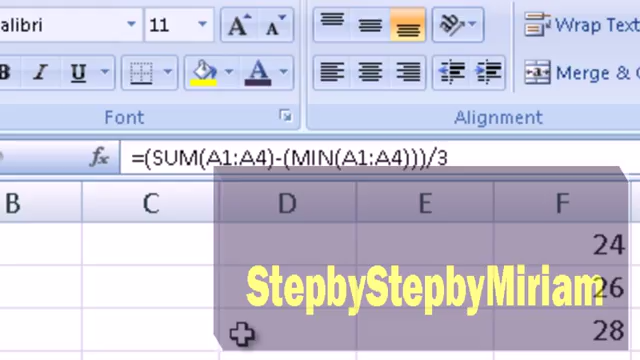 alibri 11 A A
B I U A
Wrap Text
Merge &
Font Alignment
fx =(SUM(A1:A4)-(MIN(A1:A4)))/3
B C D E F
24
26
28
StepbyStepbyMiriam